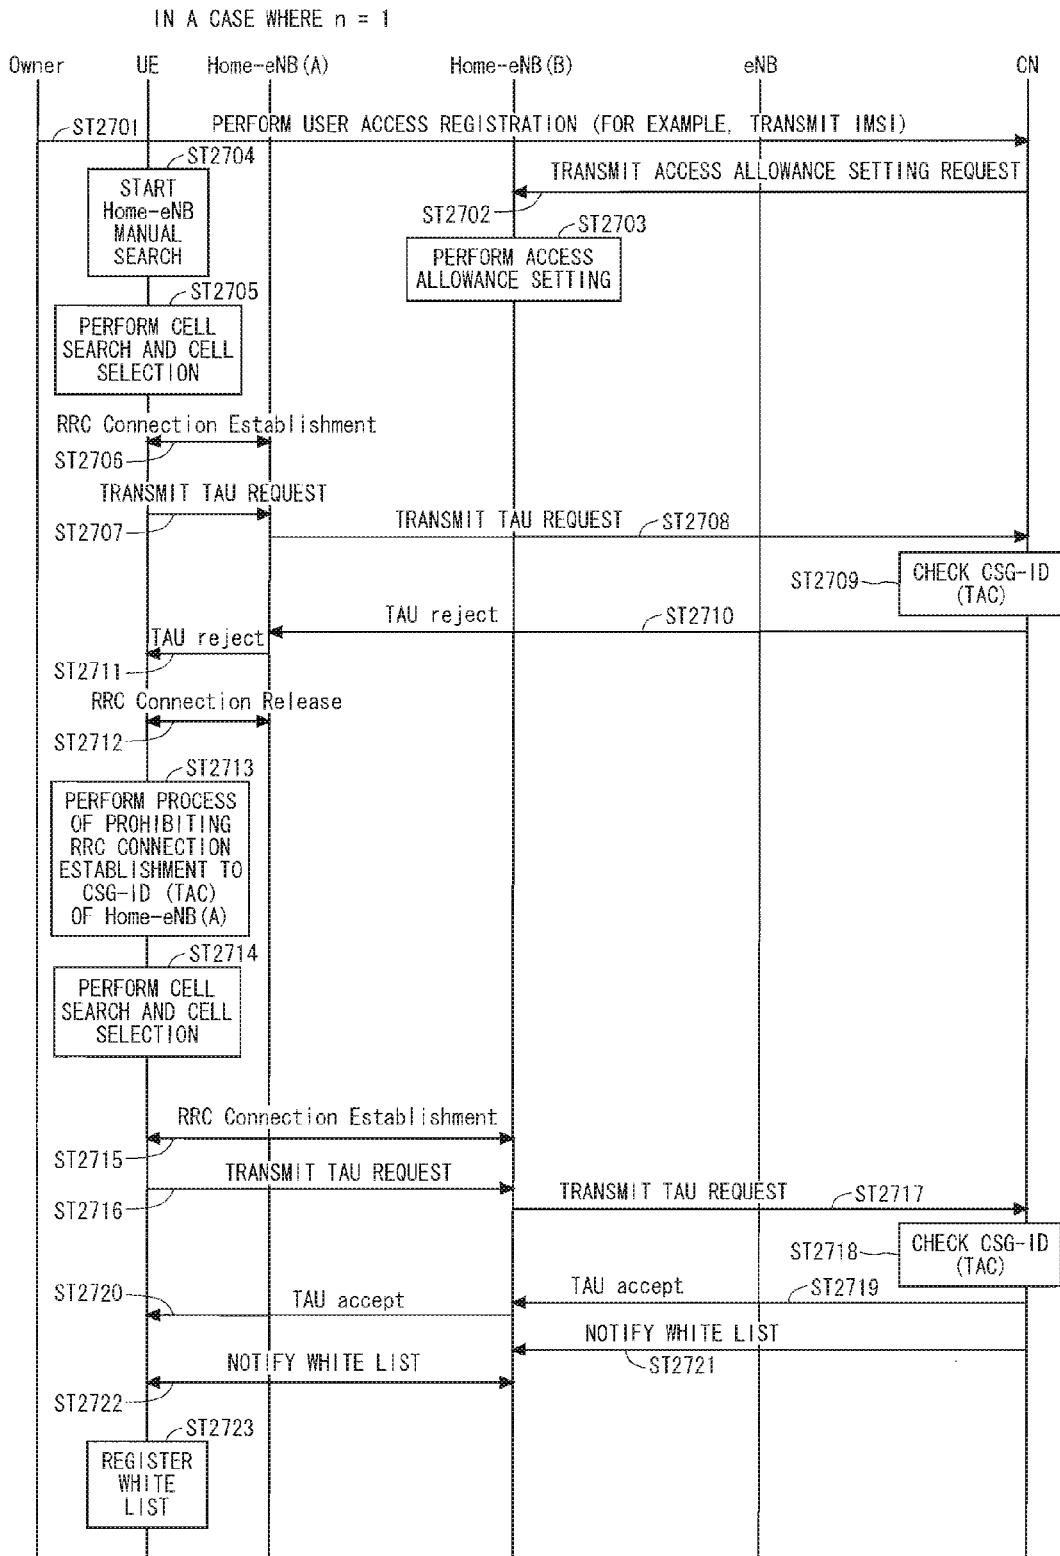 IN A CASE WHERE n = 1
Owner UE Home-eNB(A) Home-eNB(B) eNB CN
ST2701 PERFORM USER ACCESS REGISTRATION (FOR EXAMPLE, TRANSMIT IMSI)
ST2704
START
Home-eNB
MANUAL
SEARCH
TRANSMIT ACCESS ALLOWANCE SETTING REQUEST
ST2702
ST2703
PERFORM ACCESS
ALLOWANCE SETTING
ST2705
PERFORM CELL
SEARCH AND CELL
SELECTION
RRC Connection Establishment
ST2706
TRANSMIT TAU REQUEST
ST2707
TRANSMIT TAU REQUEST ST2708
ST2709
CHECK CSG-ID
(TAC)
TAU reject ST2710
TAU reject
ST2711
RRC Connection Release
ST2712
ST2713
PERFORM PROCESS
OF PROHIBITING
RRC CONNECTION
ESTABLISHMENT TO
CSG-ID (TAC)
OF Home-eNB(A)
ST2714
PERFORM CELL
SEARCH AND CELL
SELECTION
RRC Connection Establishment
ST2715
TRANSMIT TAU REQUEST
ST2716
TRANSMIT TAU REQUEST ST2717
ST2718
CHECK CSG-ID
(TAC)
TAU accept ST2719
ST2720 TAU accept
NOTIFY WHITE LIST
ST2721
NOTIFY WHITE LIST
ST2722
ST2723
REGISTER
WHITE
LIST